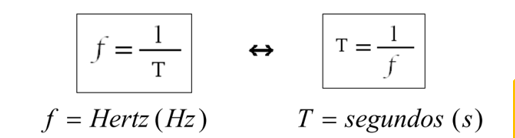 f = 1/T ↔ T = 1/f
f = Hertz (Hz) T = segundos (s)